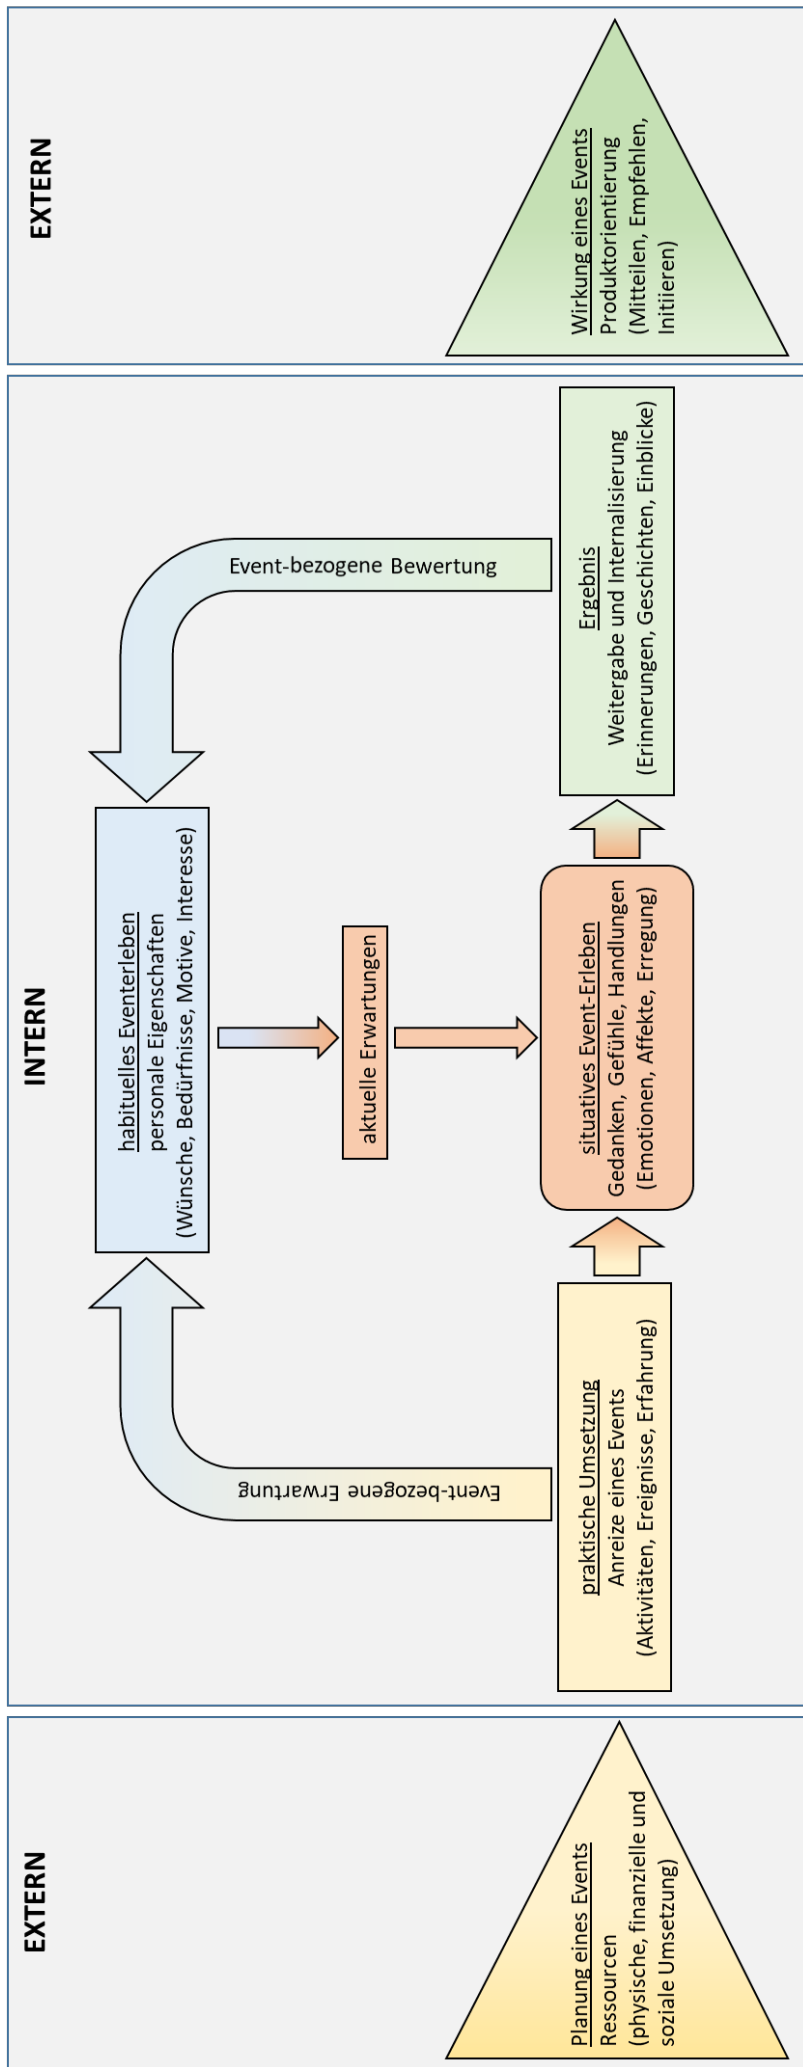 EXTERN
Planung eines Events
Ressourcen
(physische, finanzielle und
soziale Umsetzung)
INTERN
habituelles Eventerleben
personale Eigenschaften
(Wünsche, Bedürfnisse, Motive, Interesse)
Event-bezogene Erwartung
aktuelle Erwartungen
Event-bezogene Bewertung
praktische Umsetzung
Anreize eines Events
(Aktivitäten, Ereignisse, Erfahrung)
situatives Event-Erleben
Gedanken, Gefühle, Handlungen
(Emotionen, Affekte, Erregung)
Ergebnis
Weitergabe und Internalisierung
(Erinnerungen, Geschichten, Einblicke)
EXTERN
Wirkung eines Events
Produktorientierung
(Mitteilen, Empfehlen,
Initiieren)